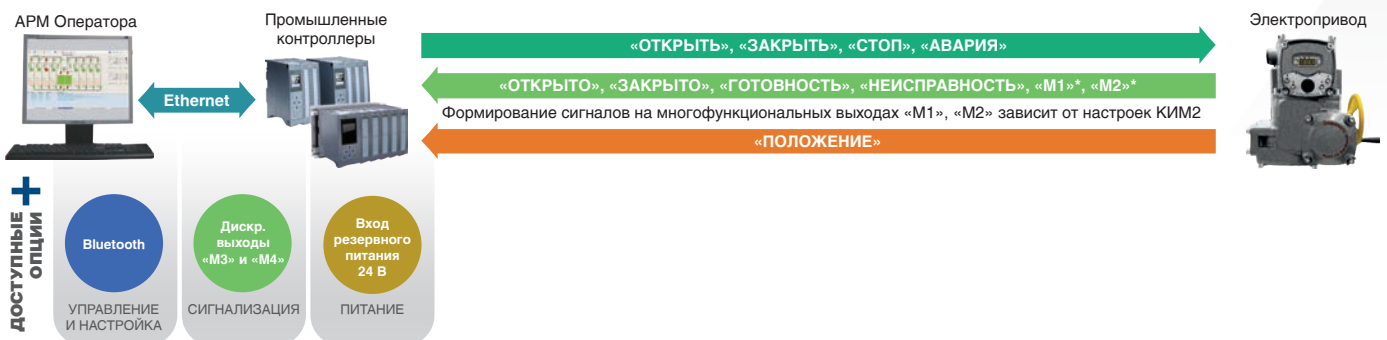 АРМ Оператора
Промышленные
контроллеры
Электропривод
Ethernet
«ОТКРЫТЬ», «ЗАКРЫТЬ», «СТОП», «АВАРИЯ»
«ОТКРЫТО», «ЗАКРЫТО», «ГОТОВНОСТЬ», «НЕИСПРАВНОСТЬ», «М1»*, «М2»*
Формирование сигналов на многофункциональных выходах «М1», «М2» зависит от настроек КИМ2
«ПОЛОЖЕНИЕ»
ДОСТУПНЫЕ
ОПЦИИ
+
Bluetooth
УПРАВЛЕНИЕ
И НАСТРОЙКА
Дискр.
выходы
«М3» и «М4»
СИГНАЛИЗАЦИЯ
Вход
резервного
питания
24 В
ПИТАНИЕ